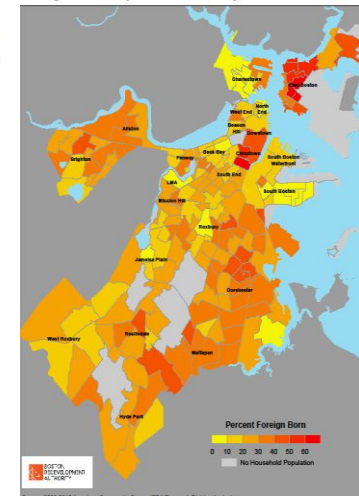 Charlestown
East Boston
North
End
West End
Beacon
Hill
Downtown
Allston
Brighton
Back Bay
Chinatown
Fenway
South Boston
Waterfront
South End
LMA
South Boston
Mission Hill
Roxbury
Jamaica Plain
Dorchester
Roslindale
West Roxbury
Mattapan
Hyde Park
Percent Foreign Born
0 10 20 30 40 50 60
No Household Population
BOSTON
REDEVELOPMENT
AUTHORITY